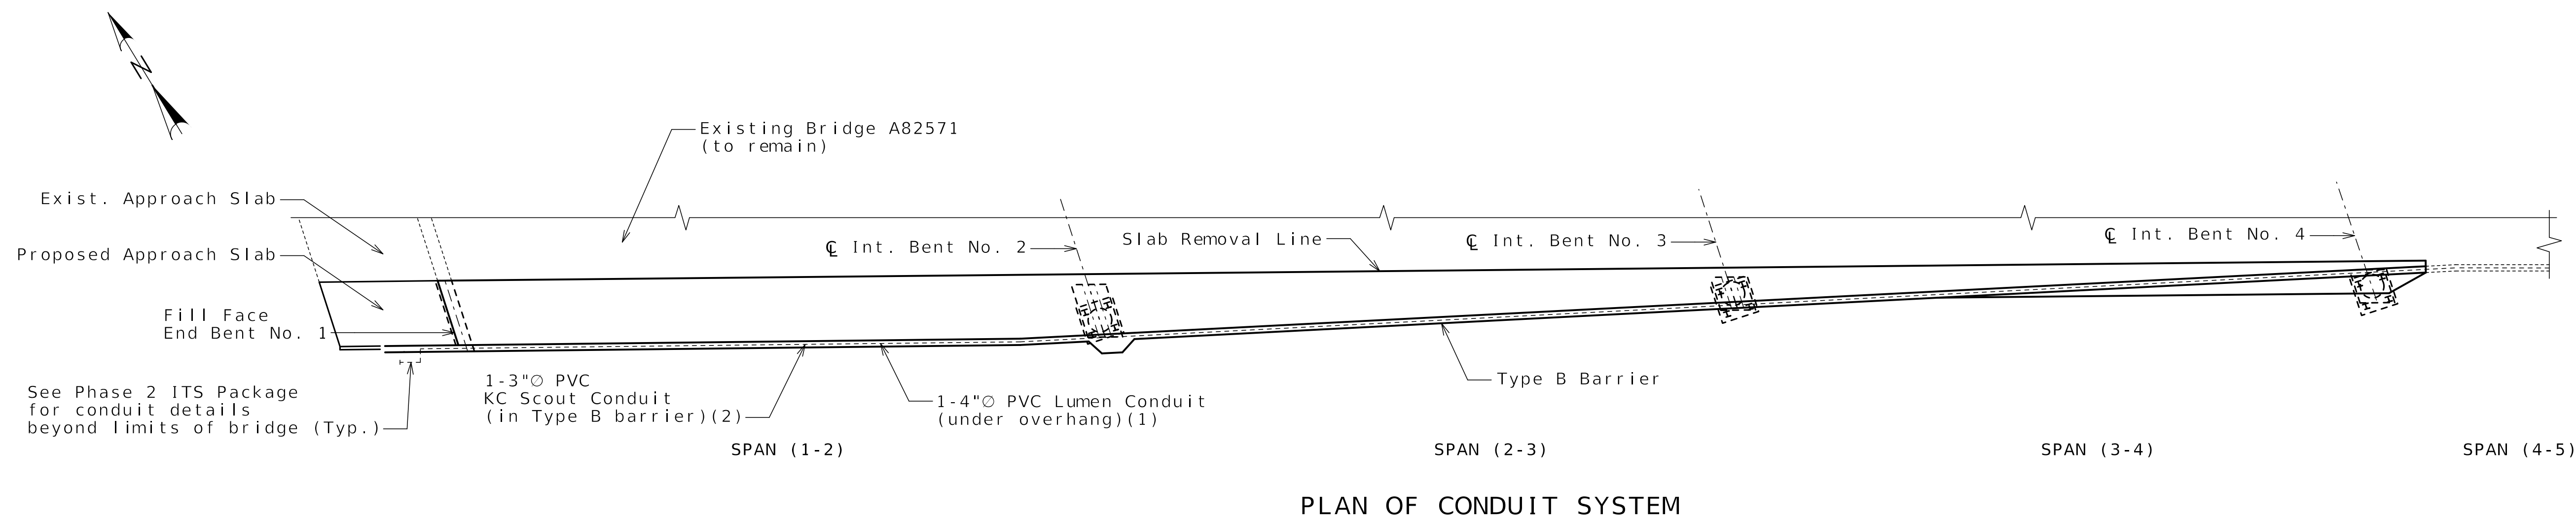 N
Existing Bridge A82571
(to remain)
Exist. Approach Slab
Proposed Approach Slab
℄ Int. Bent No. 2
Slab Removal Line
℄ Int. Bent No. 3
℄ Int. Bent No. 4
Fill Face
End Bent No. 1
See Phase 2 ITS Package
for conduit details
beyond limits of bridge (Typ.)
1-3"∅ PVC
KC Scout Conduit
(in Type B barrier)(2)
1-4"∅ PVC Lumen Conduit
(under overhang)(1)
Type B Barrier
SPAN (1-2)
SPAN (2-3)
SPAN (3-4)
SPAN (4-5)
PLAN OF CONDUIT SYSTEM